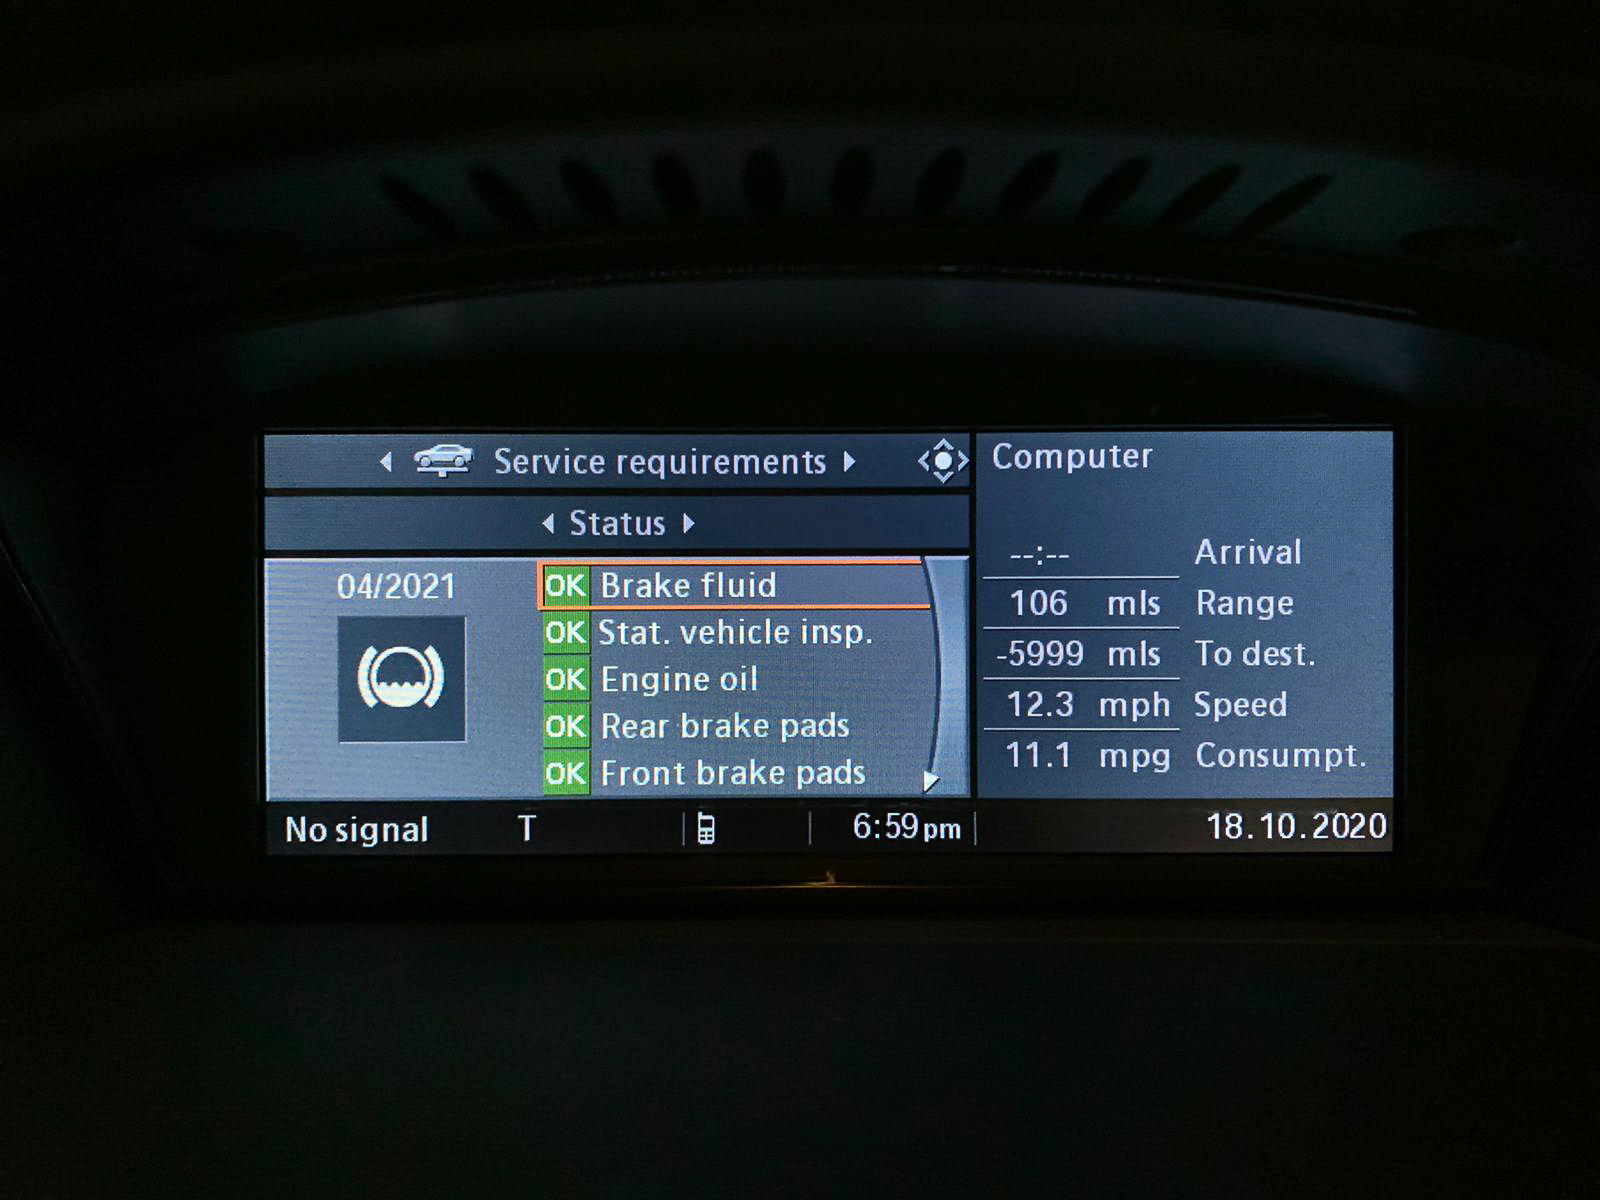 Service requirements
Status
04/2021
OK Brake fluid
OK Stat. vehicle insp.
OK Engine oil
OK Rear brake pads
OK Front brake pads
Computer
--:-- Arrival
106 mls Range
-5999 mls To dest.
12.3 mph Speed
11.1 mpg Consumpt.
No signal T 6:59pm 18.10.2020